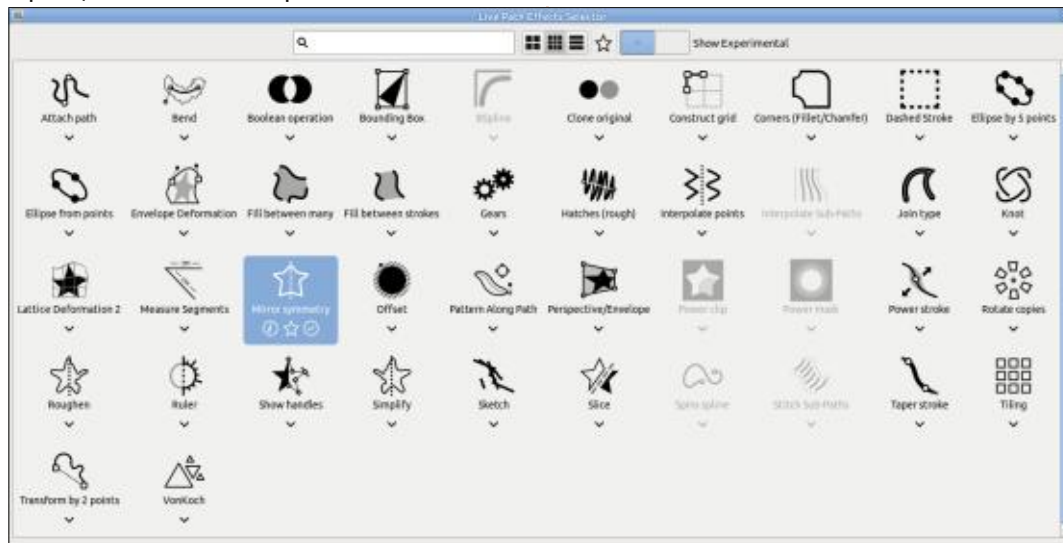 Live Path Effects Selector
Show Experimental
Attach path
Bend
Boolean operation
Bounding Box
BSpline
Clone original
Construct grid
Corners (Fillet/Chamfer)
Dashed Stroke
Ellipse by 5 points
Ellipse from points
Envelope Deformation
Fill between many
Fill between strokes
Gears
Hatches (rough)
Interpolate points
Interpolate Sub-Paths
Join type
Knot
Lattice Deformation 2
Measure Segments
Mirror symmetry
Offset
Pattern Along Path
Perspective/Envelope
Power clip
Power mask
Power stroke
Rotate copies
Roughen
Ruler
Show handles
Simplify
Sketch
Slice
Spiro spline
Stitch Sub-Paths
Taper stroke
Tiling
Transform by 2 points
VonKoch